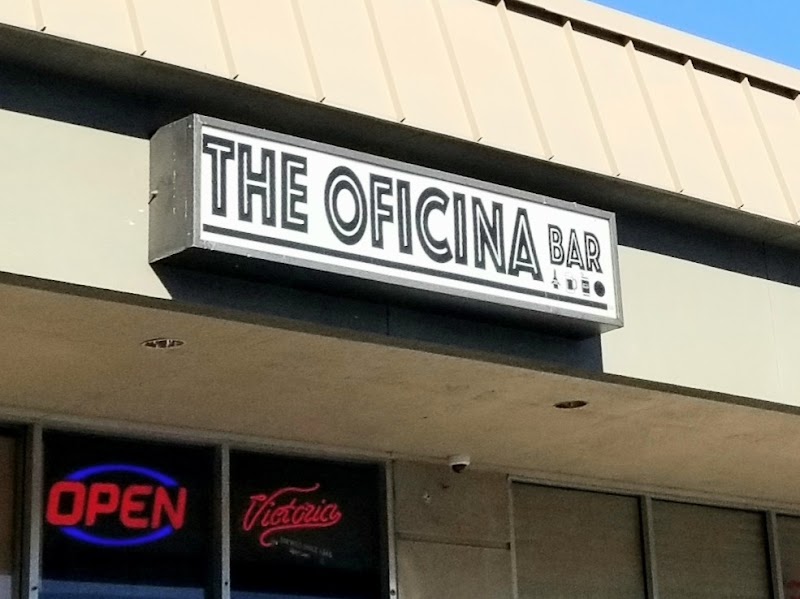 THE OFICINA BAR
OPEN
Victoria